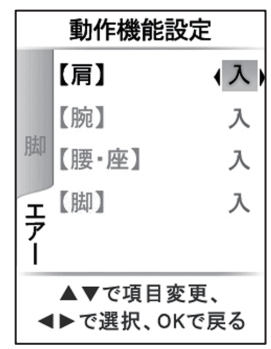 動作機能設定
【肩】 入
【腕】 入
【腰・座】 入
【脚】 入
脚
エアー
▲▼で項目変更、
◀▶で選択、OKで戻る